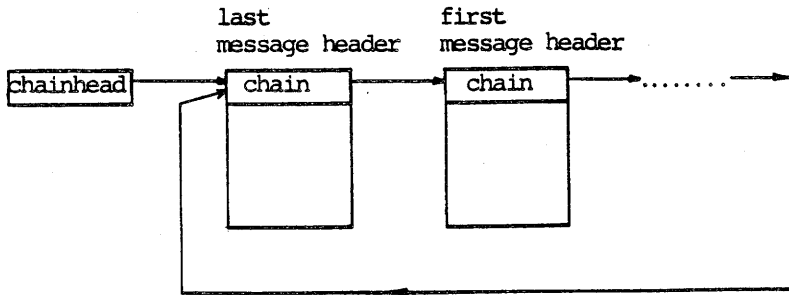 last
message header
first
message header
chainhead
chain
chain
........